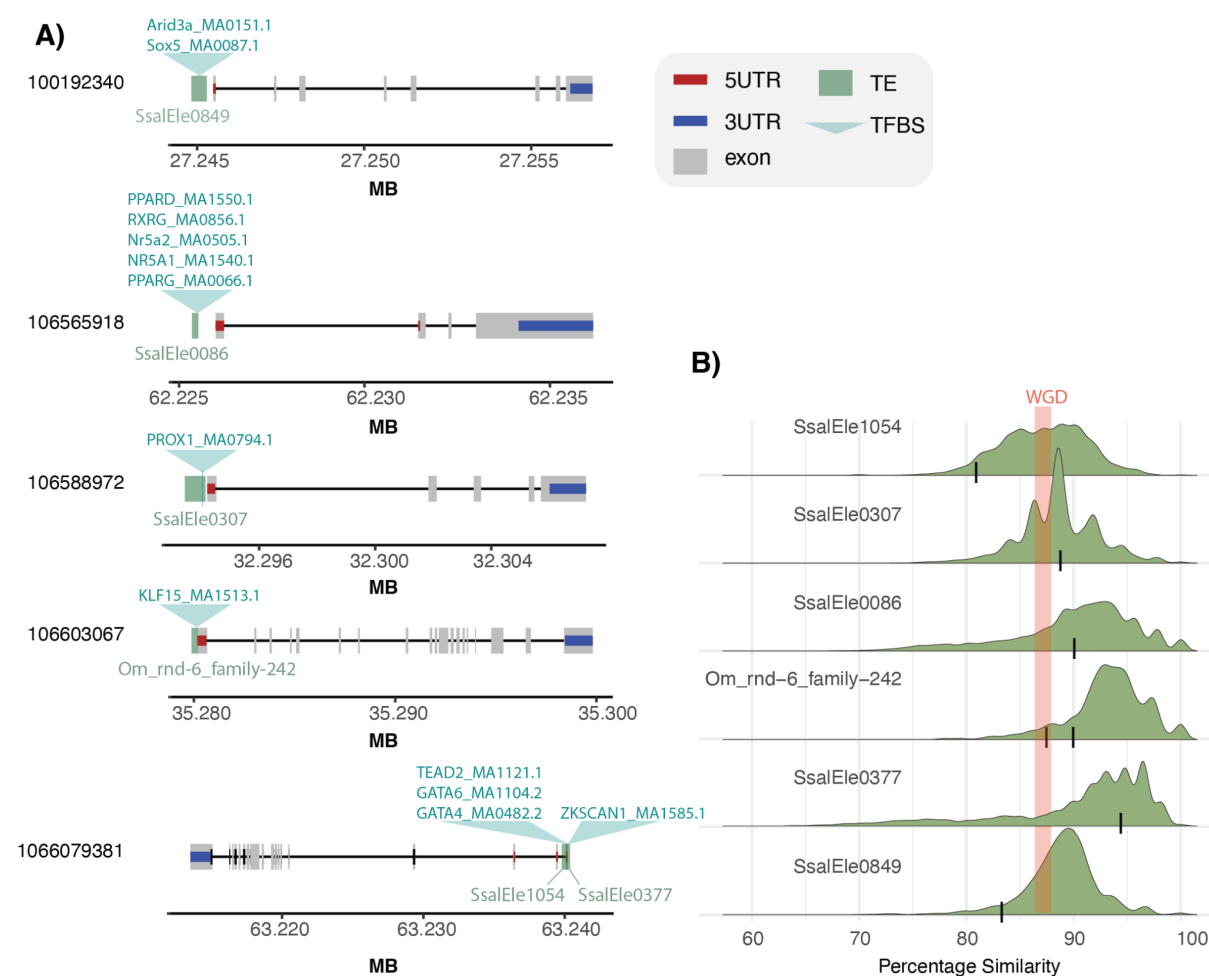 A)
Arid3a_MA0151.1
Sox5_MA0087.1
100192340
SsalEle0849
27.245 27.250 27.255
MB
5UTR
3UTR
exon
TE
TFBS
PPARD_MA1550.1
RXRG_MA0856.1
Nr5a2_MA0505.1
NR5A1_MA1540.1
PPARG_MA0066.1
106565918
SsalEle0086
62.225 62.230 62.235
MB
PROX1_MA0794.1
106588972
SsalEle0307
32.296 32.300 32.304
MB
KLF15_MA1513.1
106603067
Om_rnd-6_family-242
35.280 35.290 35.300
MB
TEAD2_MA1121.1
GATA6_MA1104.2
GATA4_MA0482.2 ZKSCAN1_MA1585.1
1066079381
SsalEle1054 SsalEle0377
63.220 63.230 63.240
MB
B)
WGD
SsalEle1054
SsalEle0307
SsalEle0086
Om_rnd−6_family−242
SsalEle0377
SsalEle0849
60 70 80 90 100
Percentage Similarity